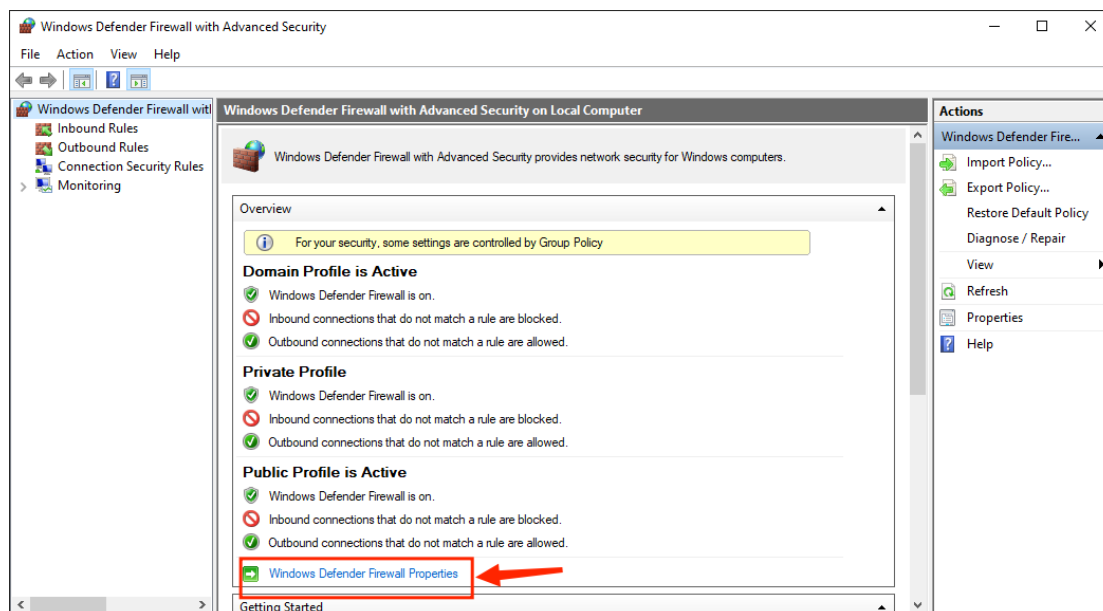 Windows Defender Firewall with Advanced Security
File Action View Help
Windows Defender Firewall witl
Inbound Rules
Outbound Rules
Connection Security Rules
Monitoring
Windows Defender Firewall with Advanced Security on Local Computer
Windows Defender Firewall with Advanced Security provides network security for Windows computers.
Overview
For your security, some settings are controlled by Group Policy
Domain Profile is Active
Windows Defender Firewall is on.
Inbound connections that do not match a rule are blocked.
Outbound connections that do not match a rule are allowed.
Private Profile
Windows Defender Firewall is on.
Inbound connections that do not match a rule are blocked.
Outbound connections that do not match a rule are allowed.
Public Profile is Active
Windows Defender Firewall is on.
Inbound connections that do not match a rule are blocked.
Outbound connections that do not match a rule are allowed.
Windows Defender Firewall Properties
Getting Started
Actions
Windows Defender Fire...
Import Policy...
Export Policy...
Restore Default Policy
Diagnose / Repair
View
Refresh
Properties
Help